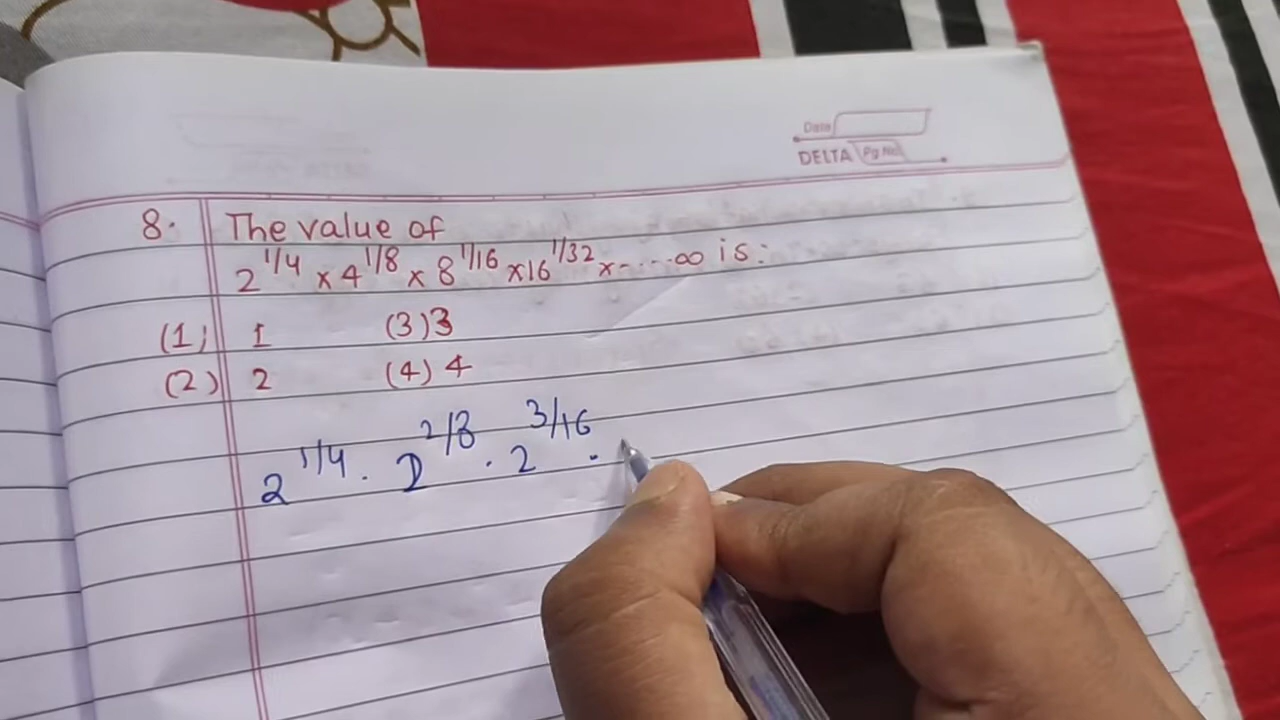 Date
DELTA Pg No.
8. The value of
2^1/4 × 4^1/8 × 8^1/16 × 16^1/32 × ..... ∞ is:
(1) 1 (3) 3
(2) 2 (4) 4
2^1/4 . 2^2/8 . 2^3/16 .